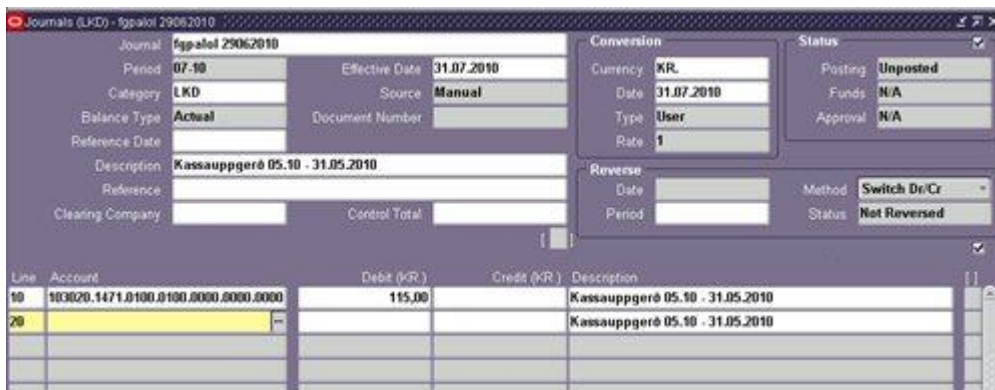 Journals (LKD) - fgpalol 29062010
Journal fgpalol 29062010
Period 07-10 Effective Date 31.07.2010
Category LKD Source Manual
Balance Type Actual Document Number
Reference Date
Description Kassauppgerð 05.10 - 31.05.2010
Reference
Clearing Company Control Total
[ ]
Conversion
Currency KR.
Date 31.07.2010
Type User
Rate 1
Status
Posting Unposted
Funds N/A
Approval N/A
Reverse
Date Method Switch Dr/Cr
Period Status Not Reversed
Line Account Debit (KR.) Credit (KR.) Description [ ]
10 103020.1471.0100.0100.0000.0000.0000 115,00 Kassauppgerð 05.10 - 31.05.2010
20 Kassauppgerð 05.10 - 31.05.2010